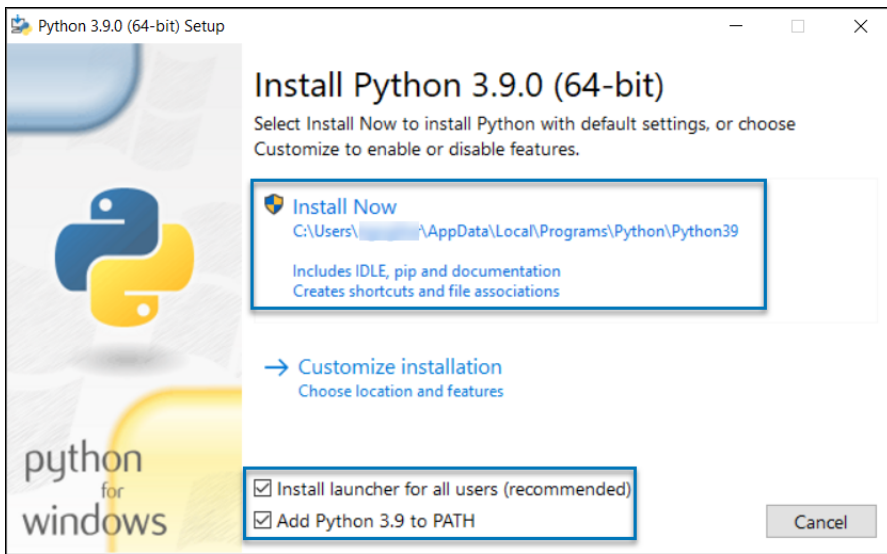 Python 3.9.0 (64-bit) Setup
Install Python 3.9.0 (64-bit)
Select Install Now to install Python with default settings, or choose
Customize to enable or disable features.
Install Now
C:\Users\ \AppData\Local\Programs\Python\Python39
Includes IDLE, pip and documentation
Creates shortcuts and file associations
Customize installation
Choose location and features
python
for
windows
Install launcher for all users (recommended)
Add Python 3.9 to PATH
Cancel